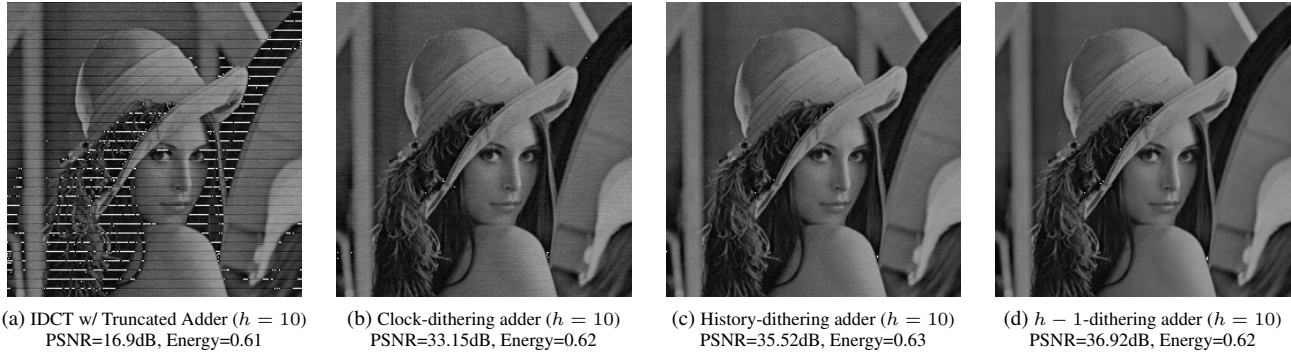 (a) IDCT w/ Truncated Adder (h = 10)
PSNR=16.9dB, Energy=0.61
(b) Clock-dithering adder (h = 10)
PSNR=33.15dB, Energy=0.62
(c) History-dithering adder (h = 10)
PSNR=35.52dB, Energy=0.63
(d) h − 1-dithering adder (h = 10)
PSNR=36.92dB, Energy=0.62